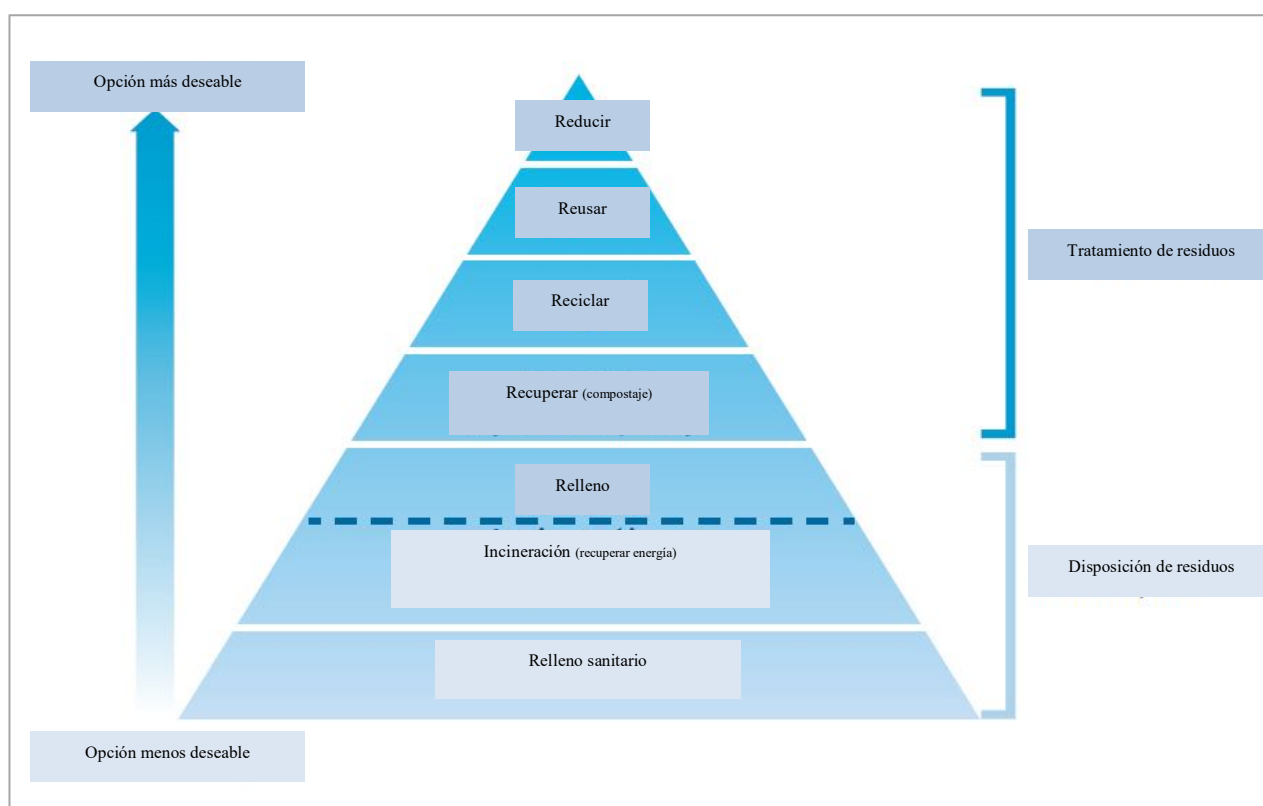 Opción más deseable
Reducir
Reusar
Tratamiento de residuos
Reciclar
Recuperar (compostaje)
Relleno
Incineración (recuperar energía)
Disposición de residuos
Relleno sanitario
Opción menos deseable